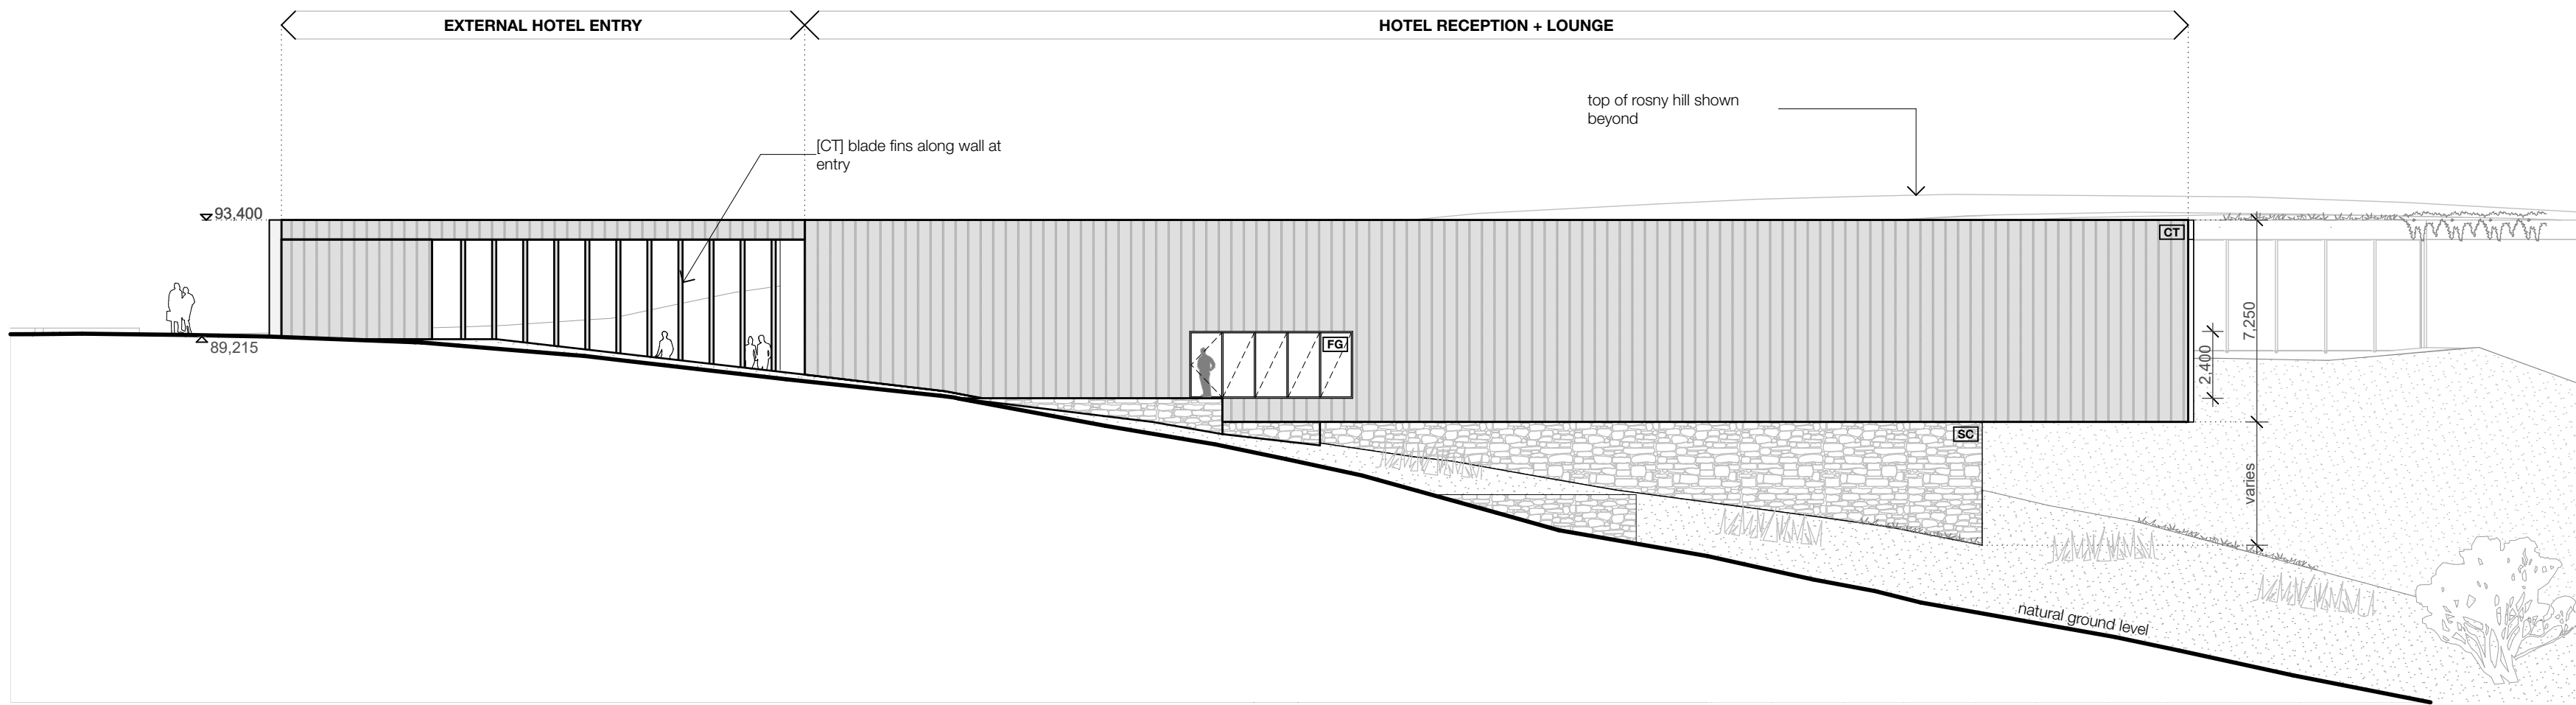 EXTERNAL HOTEL ENTRY
HOTEL RECEPTION + LOUNGE
top of rosny hill shown
beyond
[CT] blade fins along wall at
entry
93,400
CT
89,215
FG
7,250
2,400
SC
varies
natural ground level